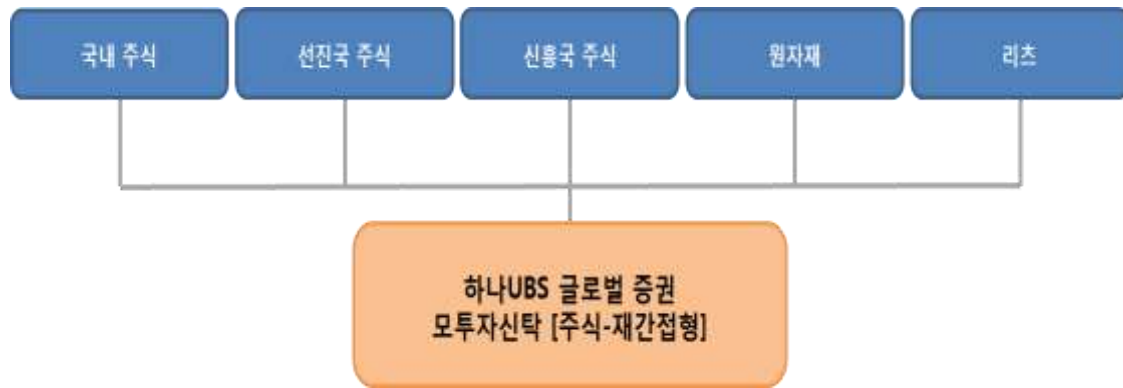 국내 주식
선진국 주식
신흥국 주식
원자재
리츠
하나UBS 글로벌 증권
모투자신탁 [주식-재간접형]